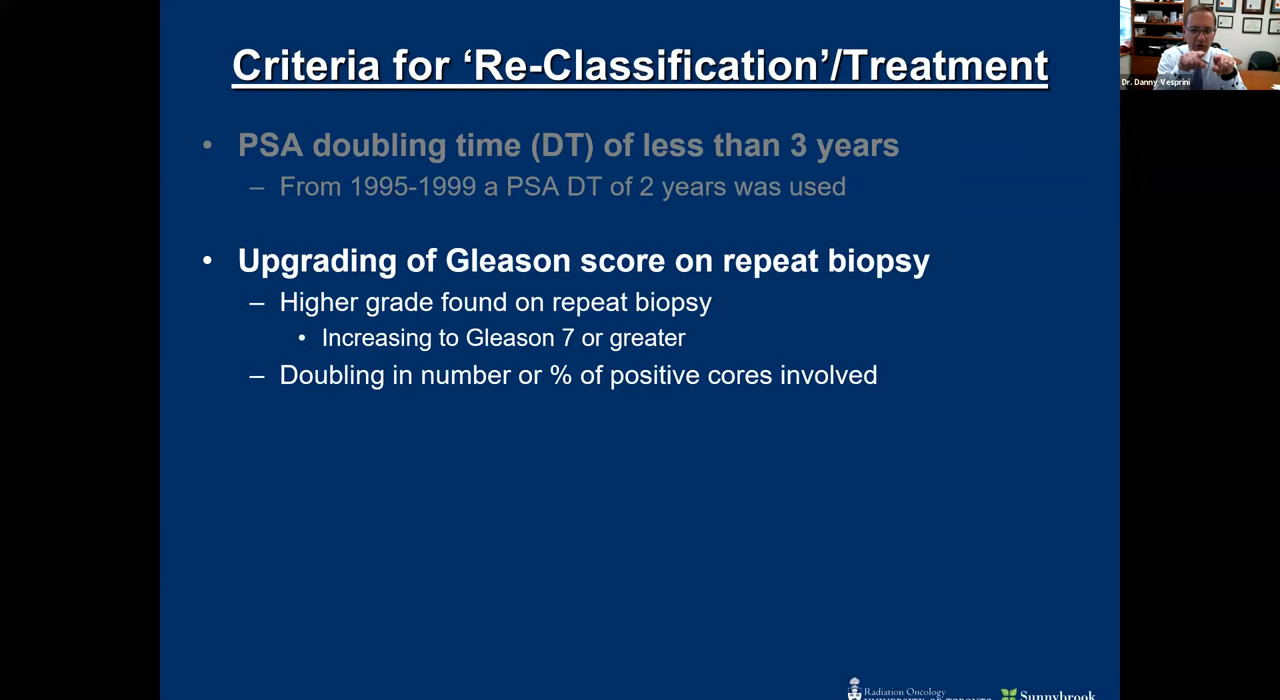 Criteria for ‘Re-Classification’/Treatment
Dr. Danny Vesprini
• PSA doubling time (DT) of less than 3 years
– From 1995-1999 a PSA DT of 2 years was used
• Upgrading of Gleason score on repeat biopsy
– Higher grade found on repeat biopsy
• Increasing to Gleason 7 or greater
– Doubling in number or % of positive cores involved
Radiation Oncology
UNIVERSITY OF TORONTO
Sunnybrook